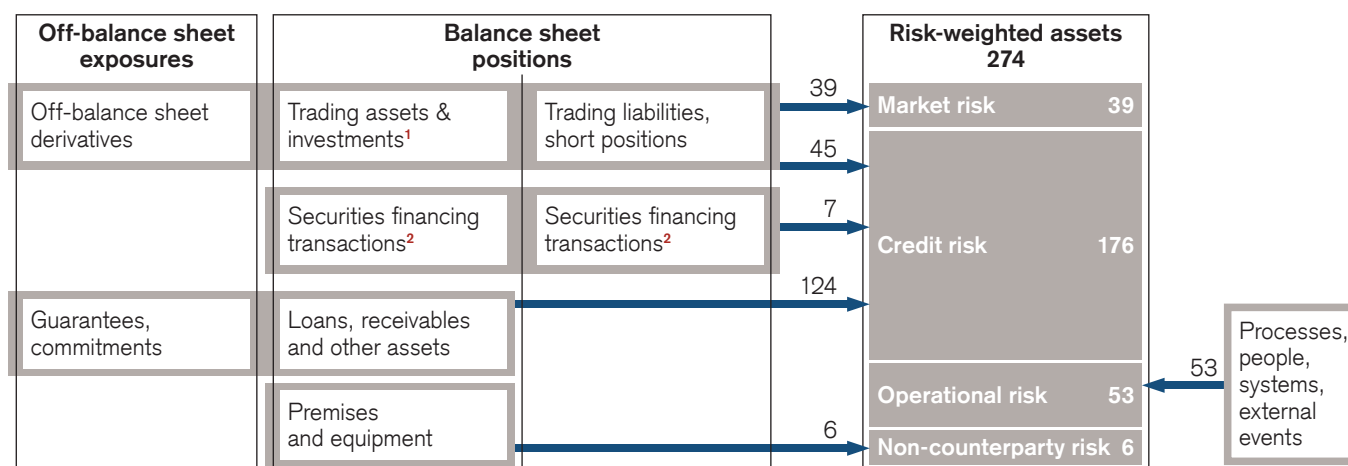 Off-balance sheet
exposures
Balance sheet
positions
Risk-weighted assets
274
Off-balance sheet
derivatives
Trading assets &
investments1
Trading liabilities,
short positions
39
Market risk 39
45
Securities financing
transactions2
Securities financing
transactions2
7
Credit risk 176
124
Guarantees,
commitments
Loans, receivables
and other assets
Operational risk 53
53
Processes,
people,
systems,
external
events
Premises
and equipment
6
Non-counterparty risk 6